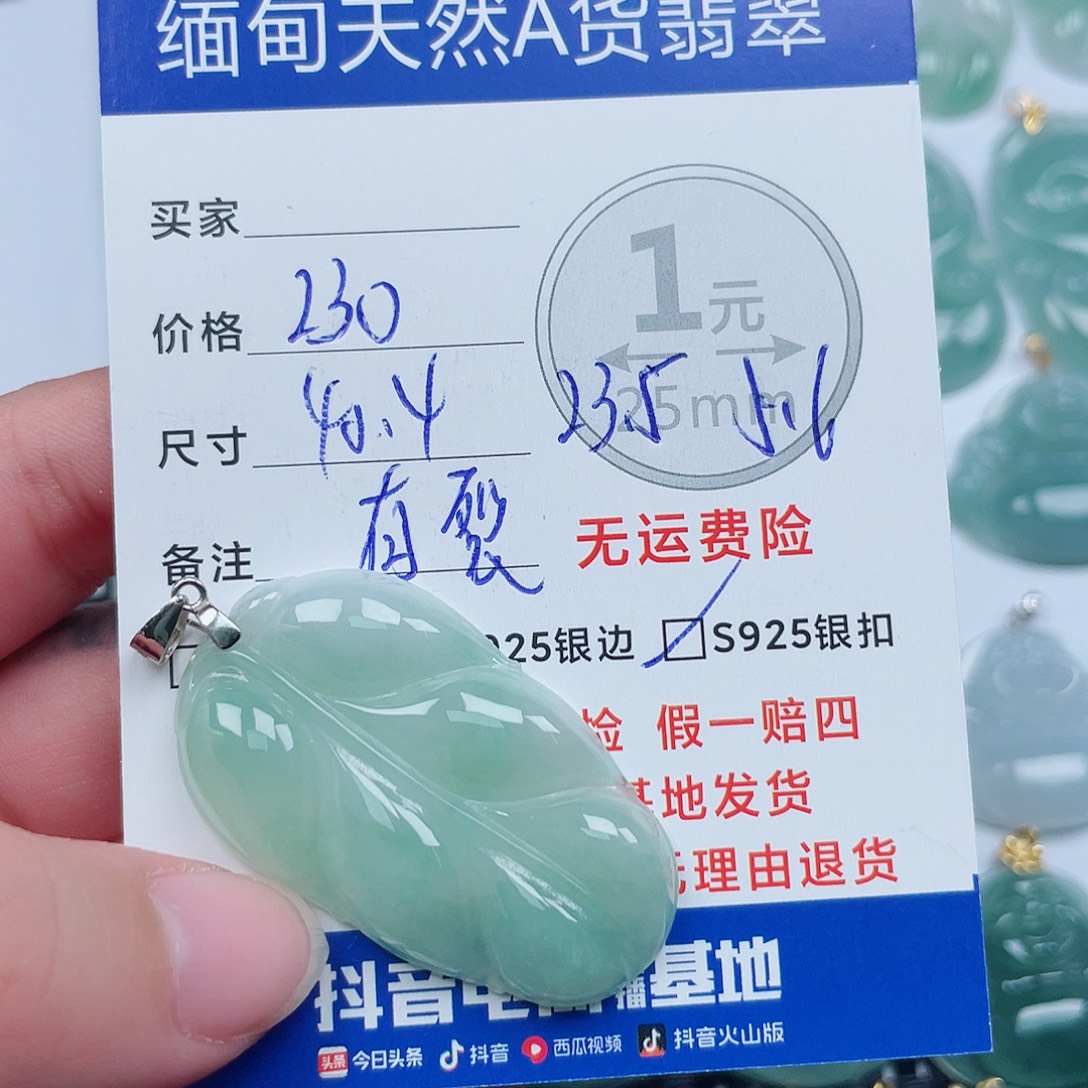 缅甸天然A货翡翠
买家
1元
价格 230
25mm
尺寸 40.4 23.5 5.6
备注 有裂 无运费险
925银边 S925银扣
检 假一赔四
基地发货
无理由退货
抖音电商直播基地
头条 今日头条 抖音 西瓜视频 抖音火山版